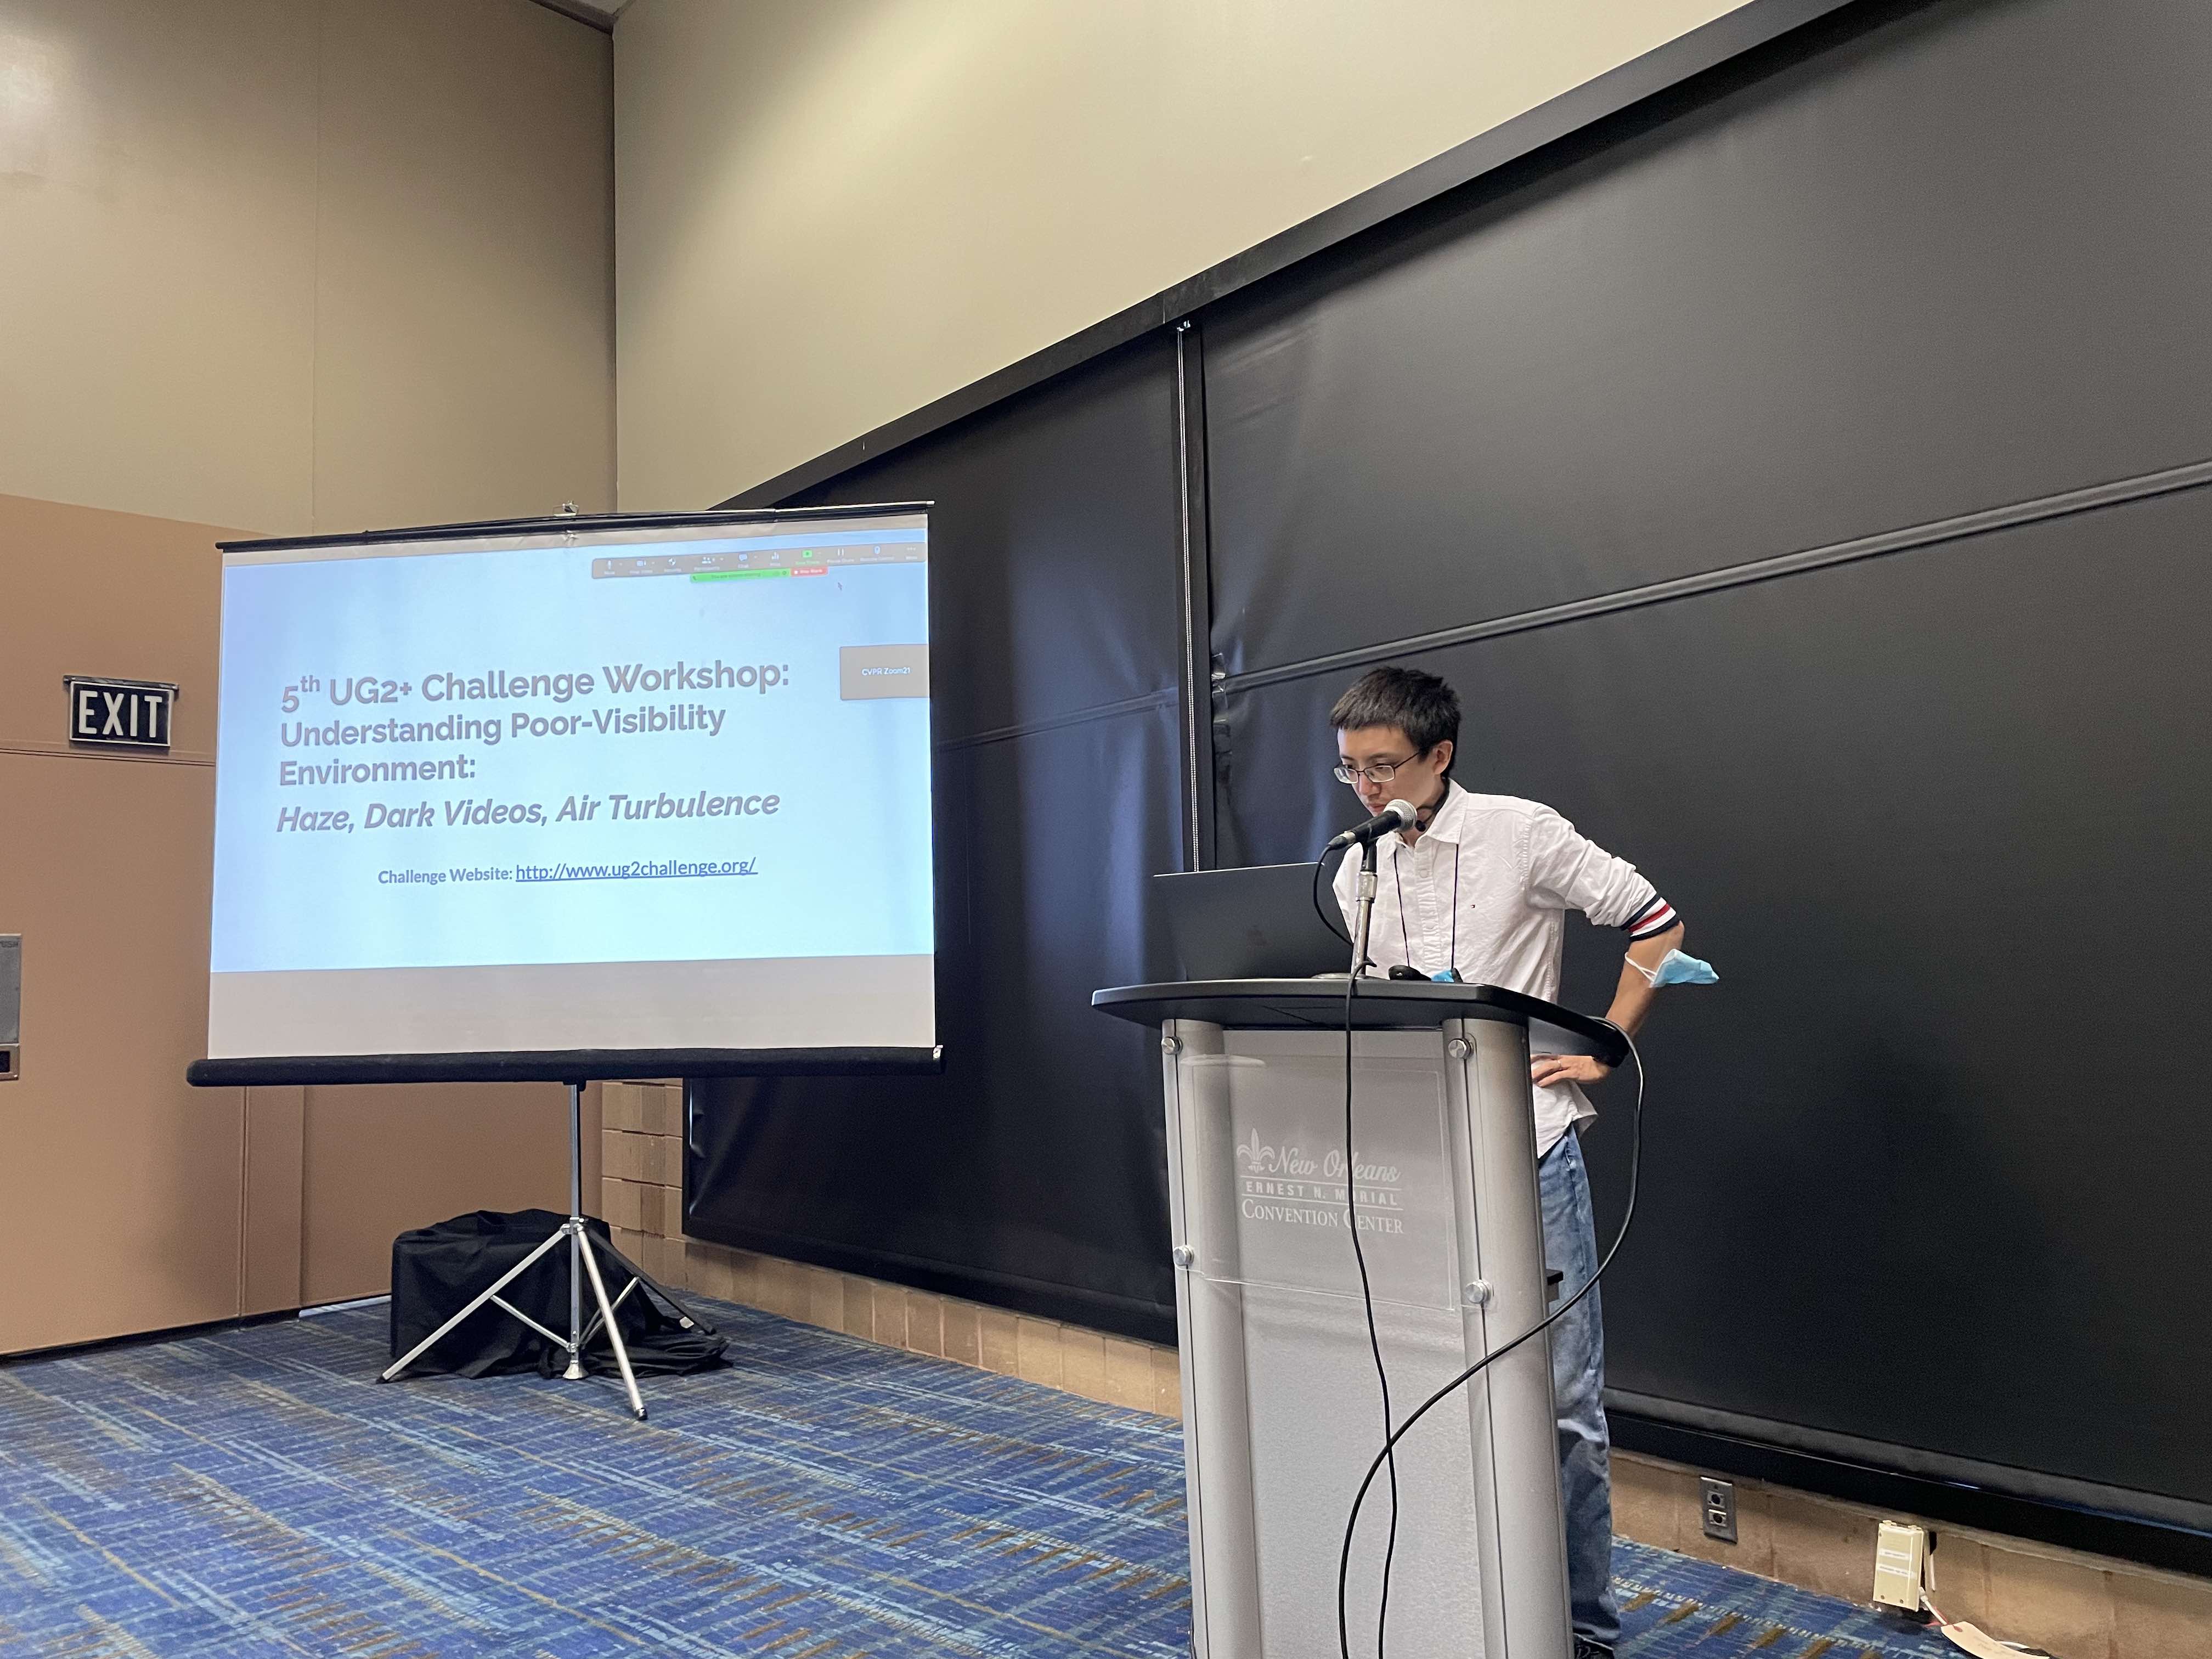 EXIT
CVPR Zoom21
5th UG2+ Challenge Workshop:
Understanding Poor-Visibility
Environment:
Haze, Dark Videos, Air Turbulence
Challenge Website: http://www.ug2challenge.org/
New Orleans
ERNEST N. MORIAL
CONVENTION CENTER